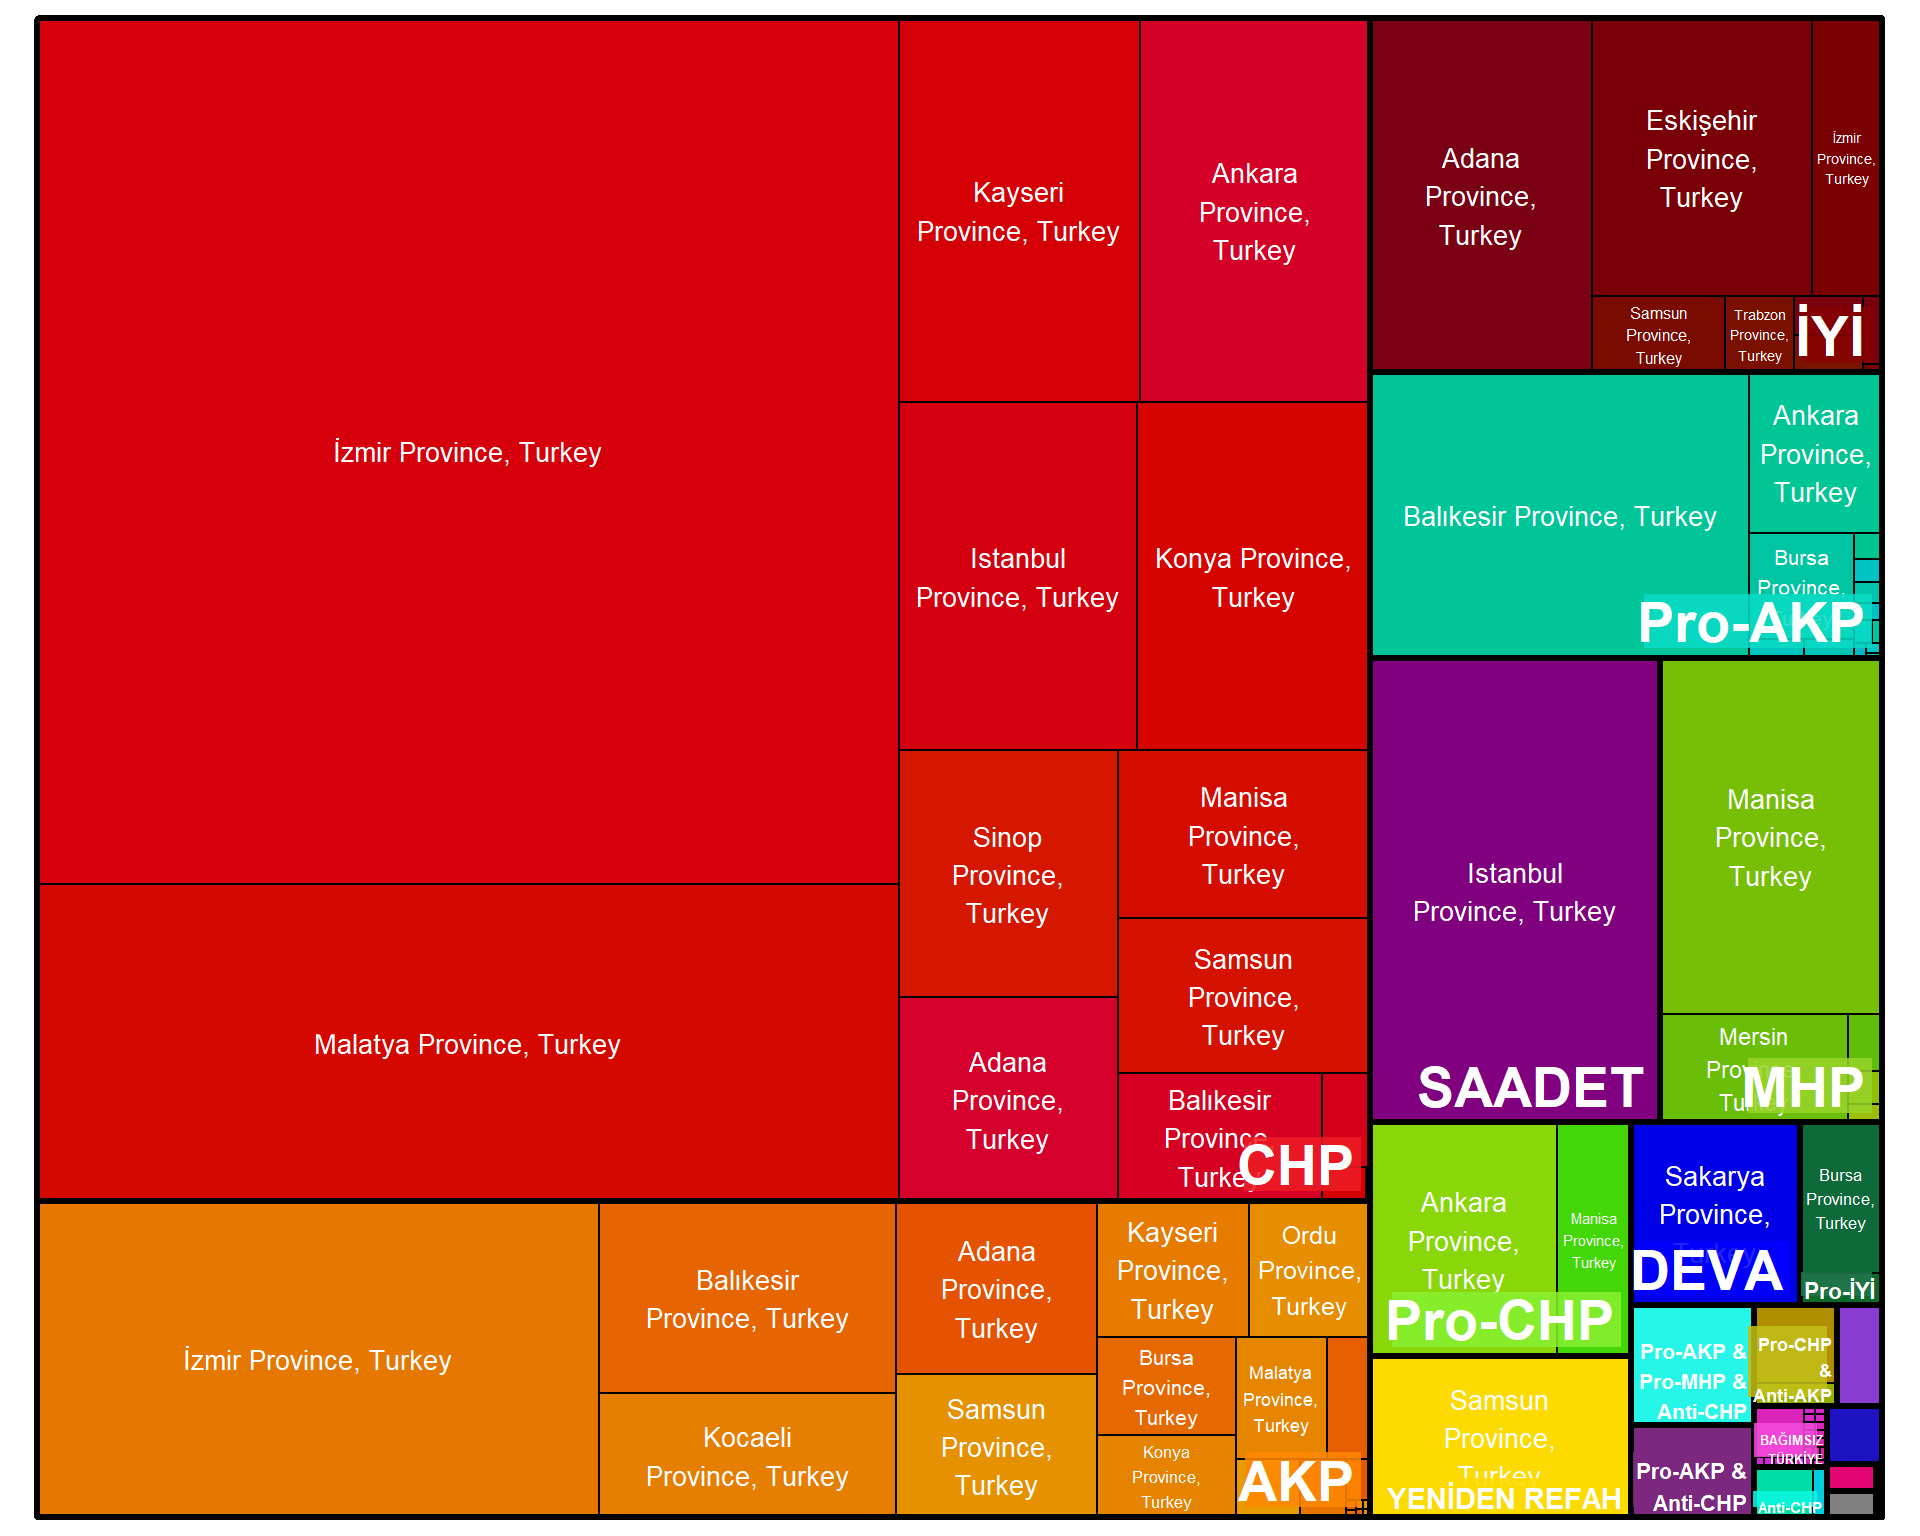 İzmir Province, Turkey
Malatya Province, Turkey
Kayseri
Province, Turkey
Ankara
Province,
Turkey
Istanbul
Province, Turkey
Konya Province,
Turkey
Sinop
Province,
Turkey
Manisa
Province,
Turkey
Samsun
Province,
Turkey
Adana
Province,
Turkey
Balıkesir
Province,
Turkey
CHP
İzmir Province, Turkey
Balıkesir
Province, Turkey
Kocaeli
Province, Turkey
Adana
Province,
Turkey
Samsun
Province,
Turkey
Kayseri
Province,
Turkey
Ordu
Province,
Turkey
Bursa
Province,
Turkey
Konya
Province,
Turkey
Malatya
Province,
Turkey
AKP
Adana
Province,
Turkey
Eskişehir
Province,
Turkey
İzmir
Province,
Turkey
Samsun
Province,
Turkey
Trabzon
Province,
Turkey
İYİ
Balıkesir Province, Turkey
Ankara
Province,
Turkey
Bursa
Province,
Turkey
Pro-AKP
Istanbul
Province, Turkey
SAADET
Manisa
Province,
Turkey
Mersin
Province,
Turkey
MHP
Ankara
Province,
Turkey
Manisa
Province,
Turkey
Pro-CHP
Sakarya
Province,
Turkey
DEVA
Bursa
Province,
Turkey
Pro-İYİ
Samsun
Province,
Turkey
YENİDEN REFAH
Pro-AKP &
Pro-MHP &
Anti-CHP
Pro-CHP
&
Anti-AKP
Pro-AKP &
Anti-CHP
BAĞIMSIZ
TÜRKİYE
Anti-CHP